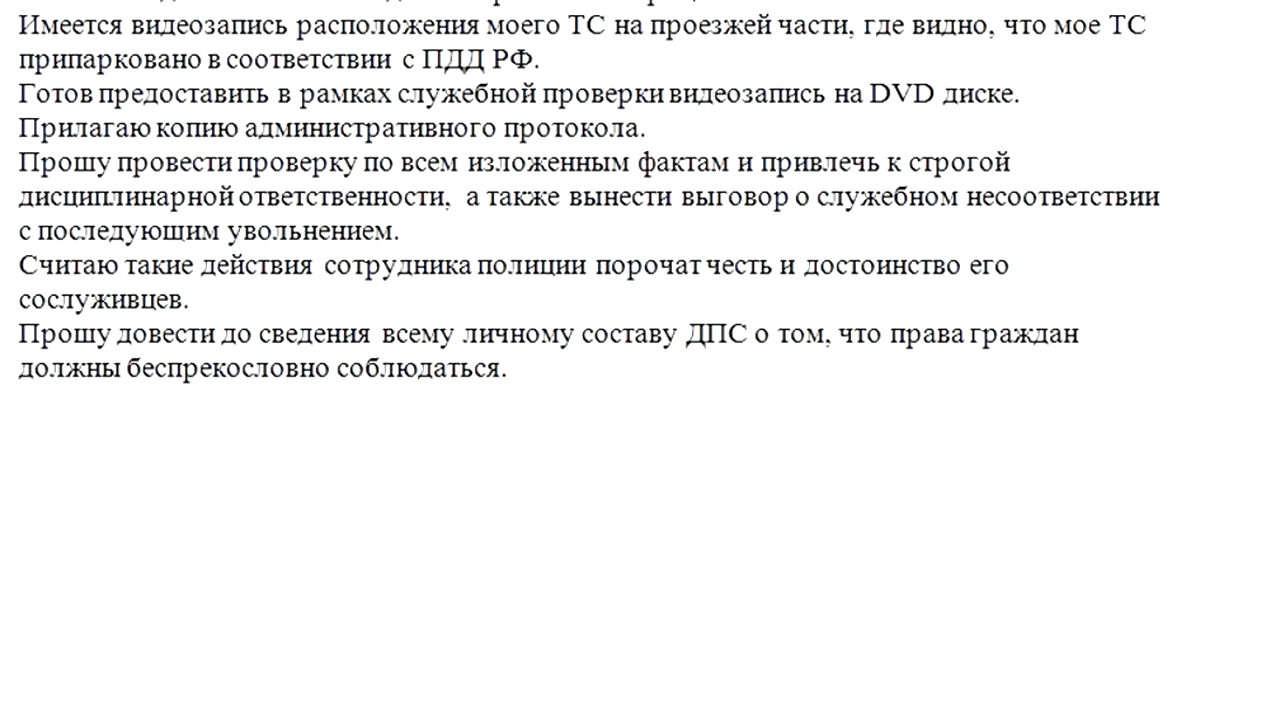 Имеется видеозапись расположения моего ТС на проезжей части, где видно, что мое ТС
припарковано в соответствии с ПДД РФ.
Готов предоставить в рамках служебной проверки видеозапись на DVD диске.
Прилагаю копию административного протокола.
Прошу провести проверку по всем изложенным фактам и привлечь к строгой
дисциплинарной ответственности, а также вынести выговор о служебном несоответствии
с последующим увольнением.
Считаю такие действия сотрудника полиции порочат честь и достоинство его
сослуживцев.
Прошу довести до сведения всему личному составу ДПС о том, что права граждан
должны беспрекословно соблюдаться.